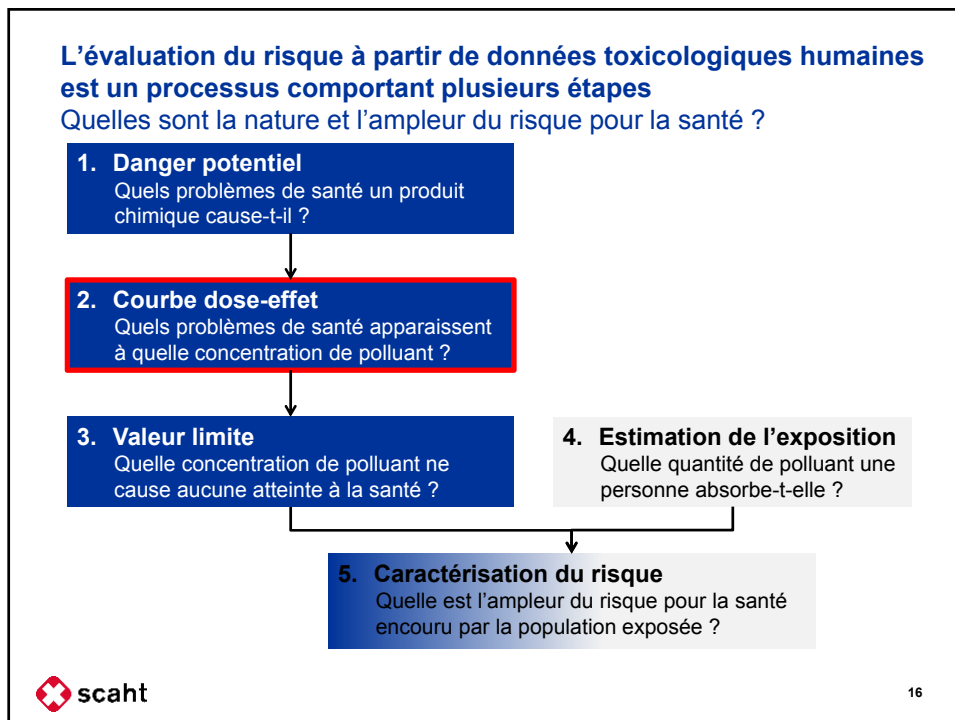 L'évaluation du risque à partir de données toxicologiques humaines
est un processus comportant plusieurs étapes
Quelles sont la nature et l'ampleur du risque pour la santé ?
1. Danger potentiel
Quels problèmes de santé un produit
chimique cause-t-il ?
2. Courbe dose-effet
Quels problèmes de santé apparaissent
à quelle concentration de polluant ?
3. Valeur limite
Quelle concentration de polluant ne
cause aucune atteinte à la santé ?
4. Estimation de l'exposition
Quelle quantité de polluant une
personne absorbe-t-elle ?
5. Caractérisation du risque
Quelle est l'ampleur du risque pour la santé
encouru par la population exposée ?
scaht
16